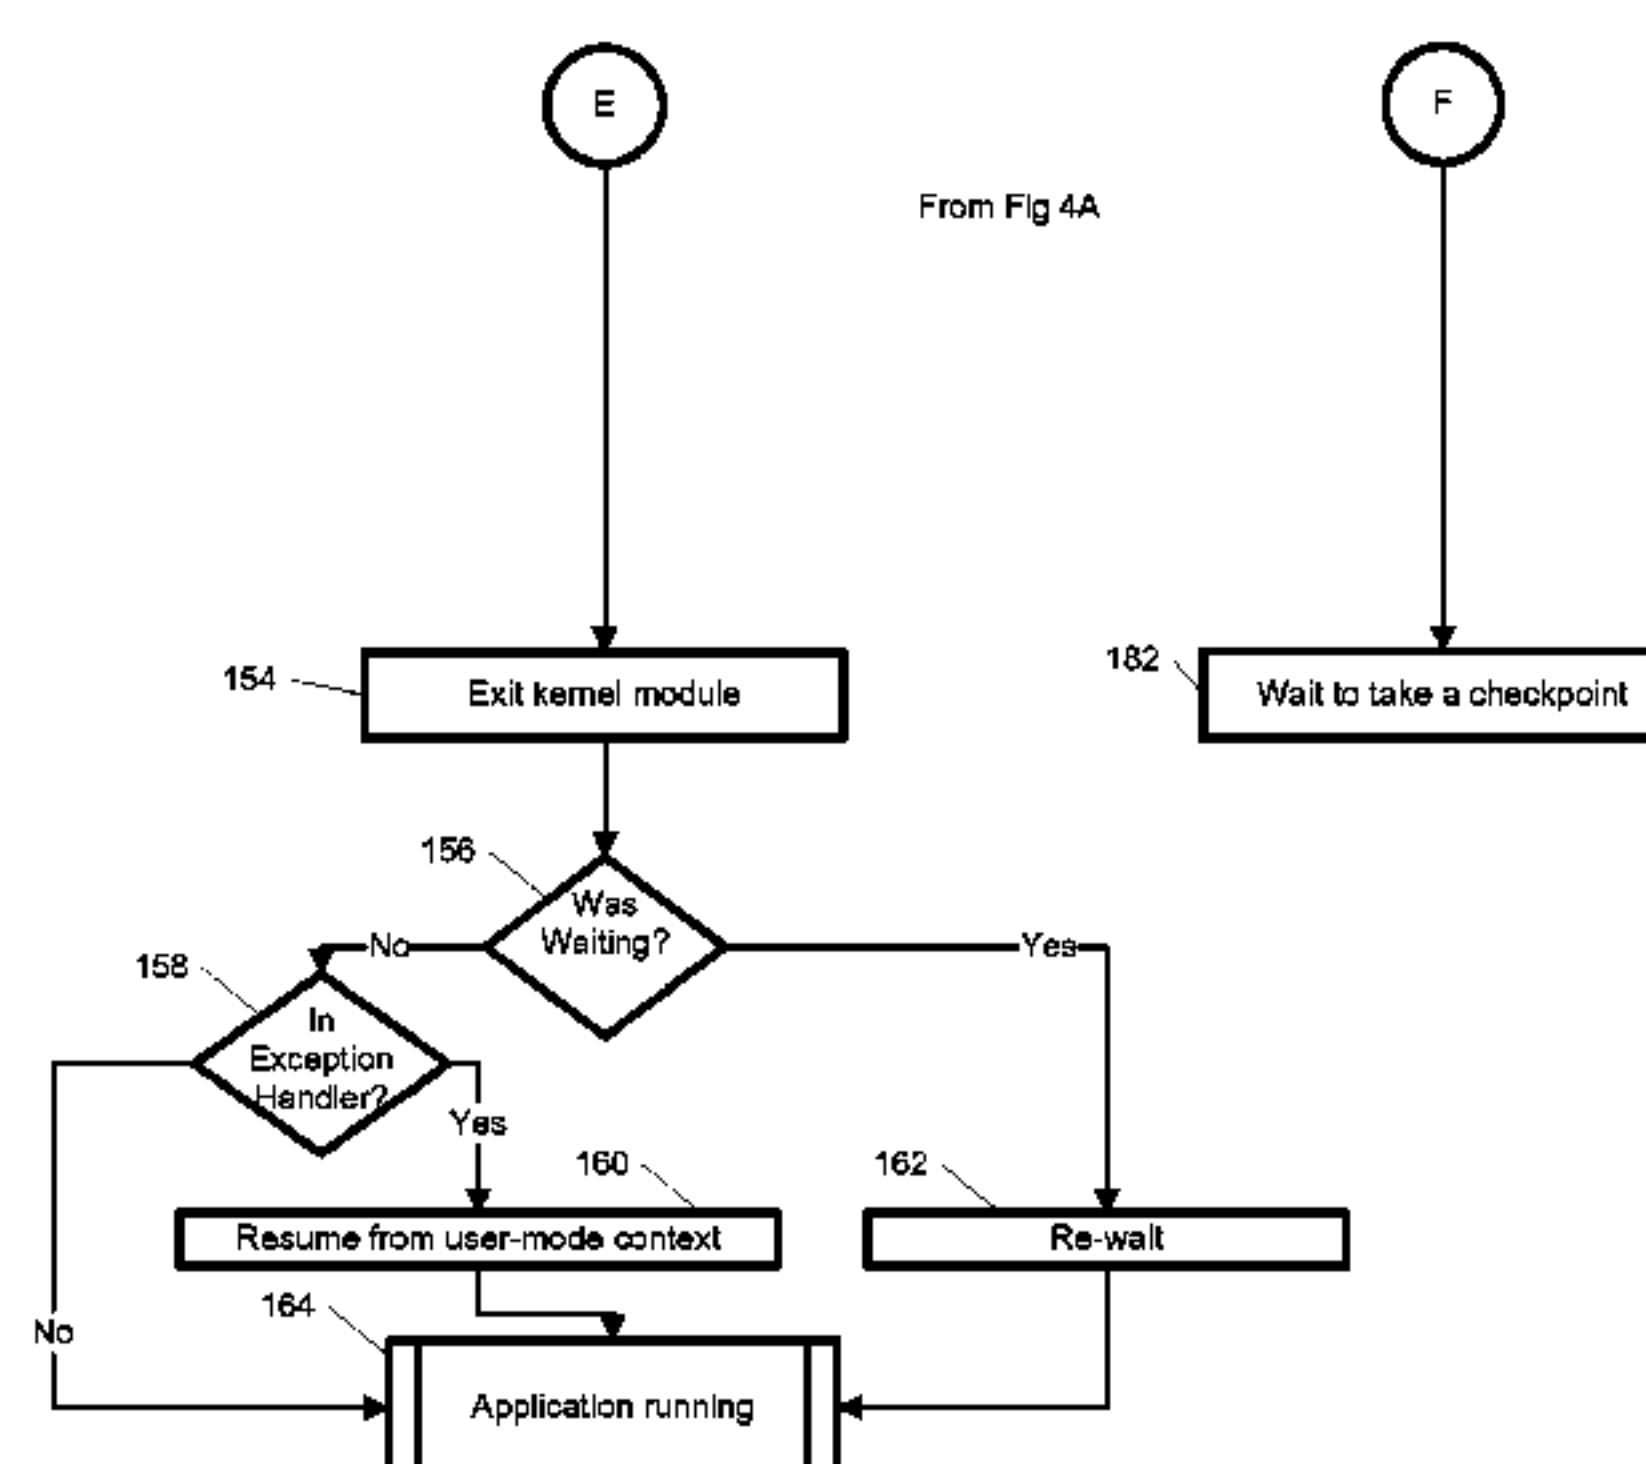 E
F
From Fig 4A
154
Exit kernel module
182
Wait to take a checkpoint
156
Was
Waiting?
No
Yes
158
In
Exception
Handler?
Yes
160
162
Resume from user-mode context
Re-wait
164
No
Application running